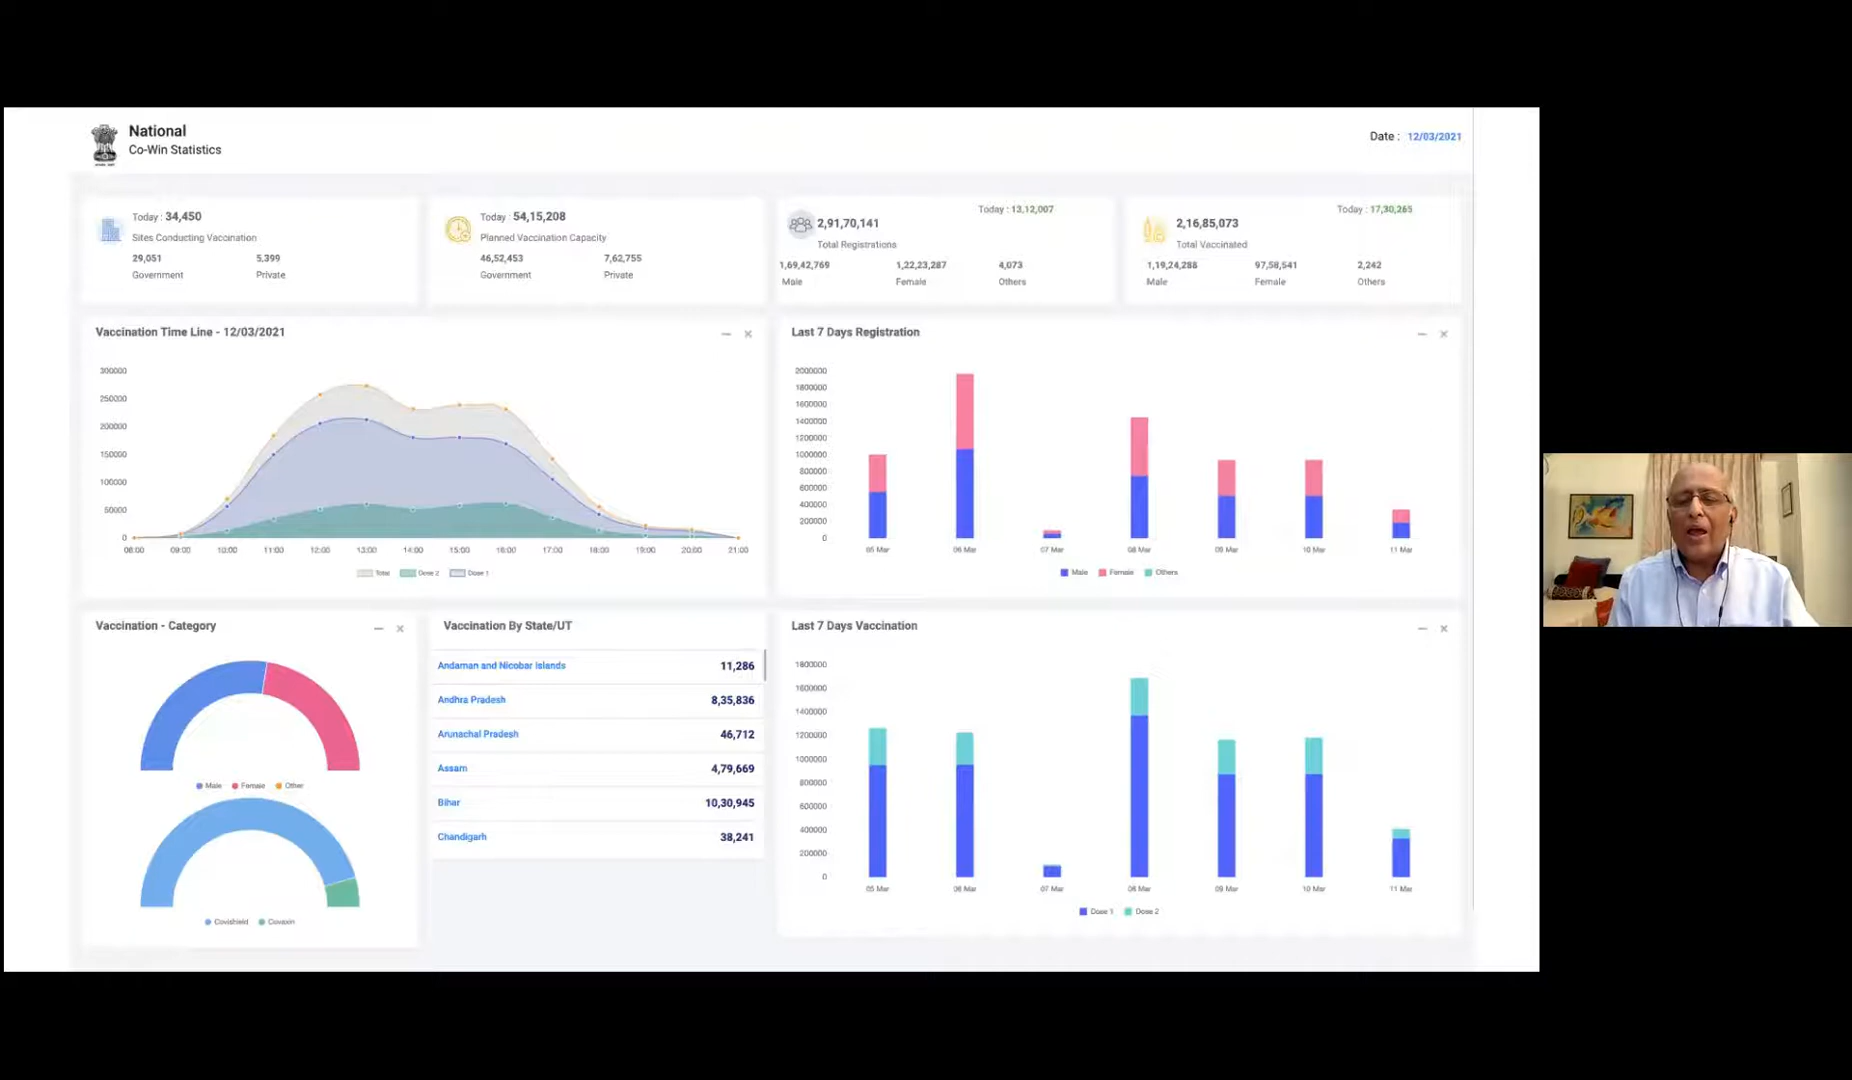 National
Co-Win Statistics
Date : 12/03/2021
Today : 34,450
Sites Conducting Vaccination
29,051 5,399
Government Private
Today : 54,15,208
Planned Vaccination Capacity
46,52,453 7,62,755
Government Private
Today : 13,12,007
2,91,70,141
Total Registrations
1,69,42,769 1,22,23,287 4,073
Male Female Others
Today : 17,30,265
2,16,85,073
Total Vaccinated
1,19,24,288 97,58,541 2,242
Male Female Others
Vaccination Time Line - 12/03/2021
300000
250000
200000
150000
100000
50000
0
08:00 09:00 10:00 11:00 12:00 13:00 14:00 15:00 16:00 17:00 18:00 19:00 20:00 21:00
Total Dose 2 Dose 1
Last 7 Days Registration
2000000
1800000
1600000
1400000
1200000
1000000
800000
600000
400000
200000
0
05 Mar 06 Mar 07 Mar 08 Mar 09 Mar 10 Mar 11 Mar
Male Female Others
Vaccination - Category
Male Female Other
Covishield Covaxin
Vaccination By State/UT
Andaman and Nicobar Islands 11,286
Andhra Pradesh 8,35,836
Arunachal Pradesh 46,712
Assam 4,79,669
Bihar 10,30,945
Chandigarh 38,241
Last 7 Days Vaccination
1800000
1600000
1400000
1200000
1000000
800000
600000
400000
200000
0
05 Mar 06 Mar 07 Mar 08 Mar 09 Mar 10 Mar 11 Mar
Dose 1 Dose 2